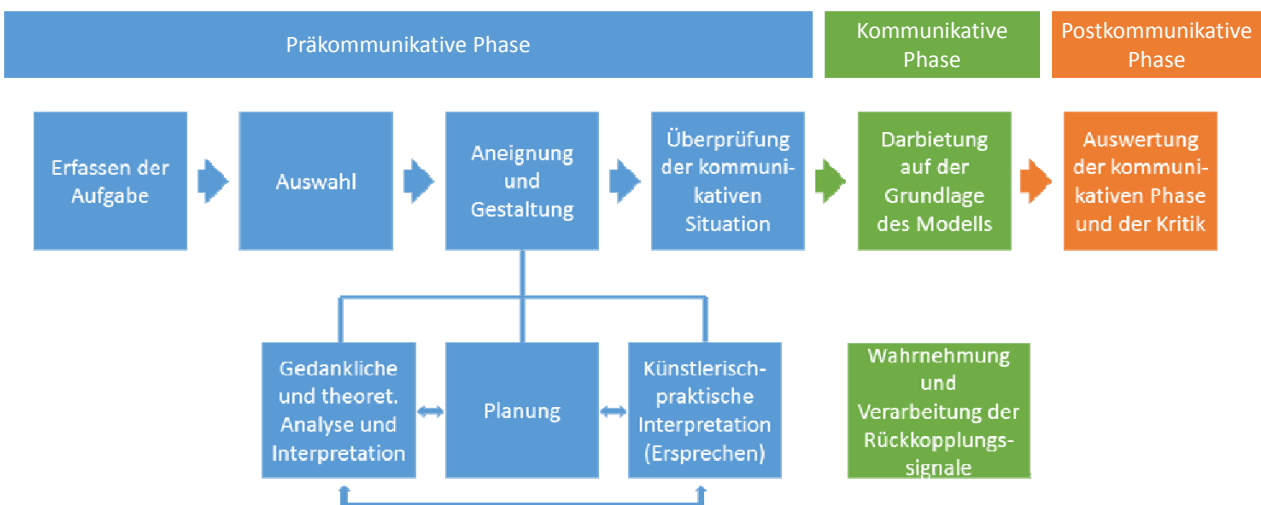 Präkommunikative Phase
Kommunikative
Phase
Postkommunikative
Phase
Erfassen der
Aufgabe
Auswahl
Aneignung
und
Gestaltung
Überprüfung
der kommuni-
kativen
Situation
Darbietung
auf der
Grundlage
des Modells
Auswertung
der kommuni-
kativen Phase
und der Kritik
Gedankliche
und theoret.
Analyse und
Interpretation
Planung
Künstlerisch-
praktische
Interpretation
(Ersprechen)
Wahrnehmung
und
Verarbeitung der
Rückkopplungs-
signale